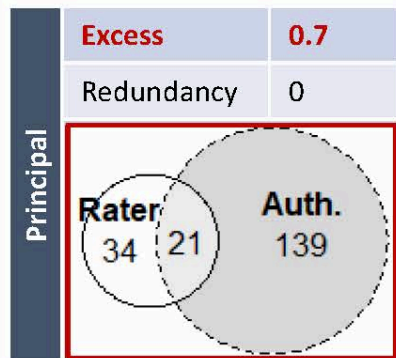 Principal
Excess 0.7
Redundancy 0
Rater Auth.
34 21 139